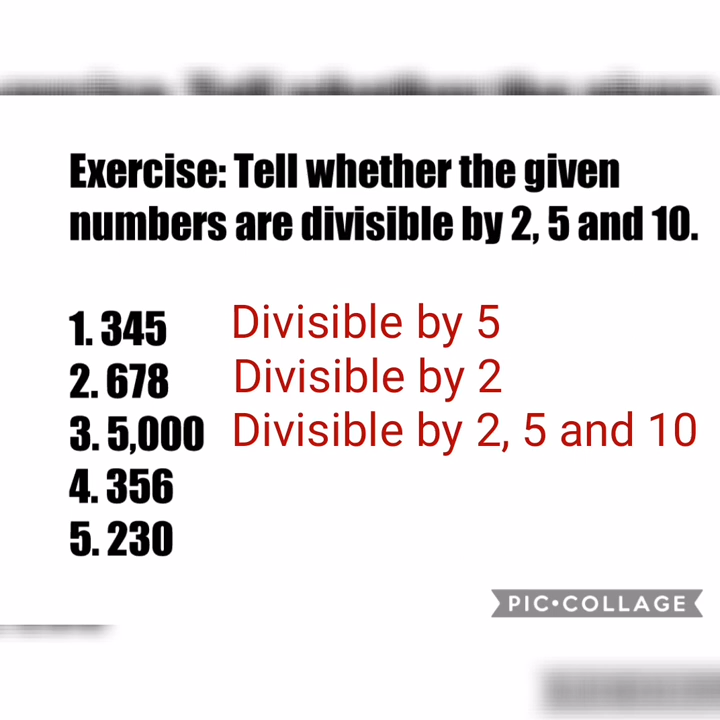 Exercise: Tell whether the given
numbers are divisible by 2, 5 and 10.
1. 345 Divisible by 5
2. 678 Divisible by 2
3. 5,000 Divisible by 2, 5 and 10
4. 356
5. 230
PIC•COLLAGE